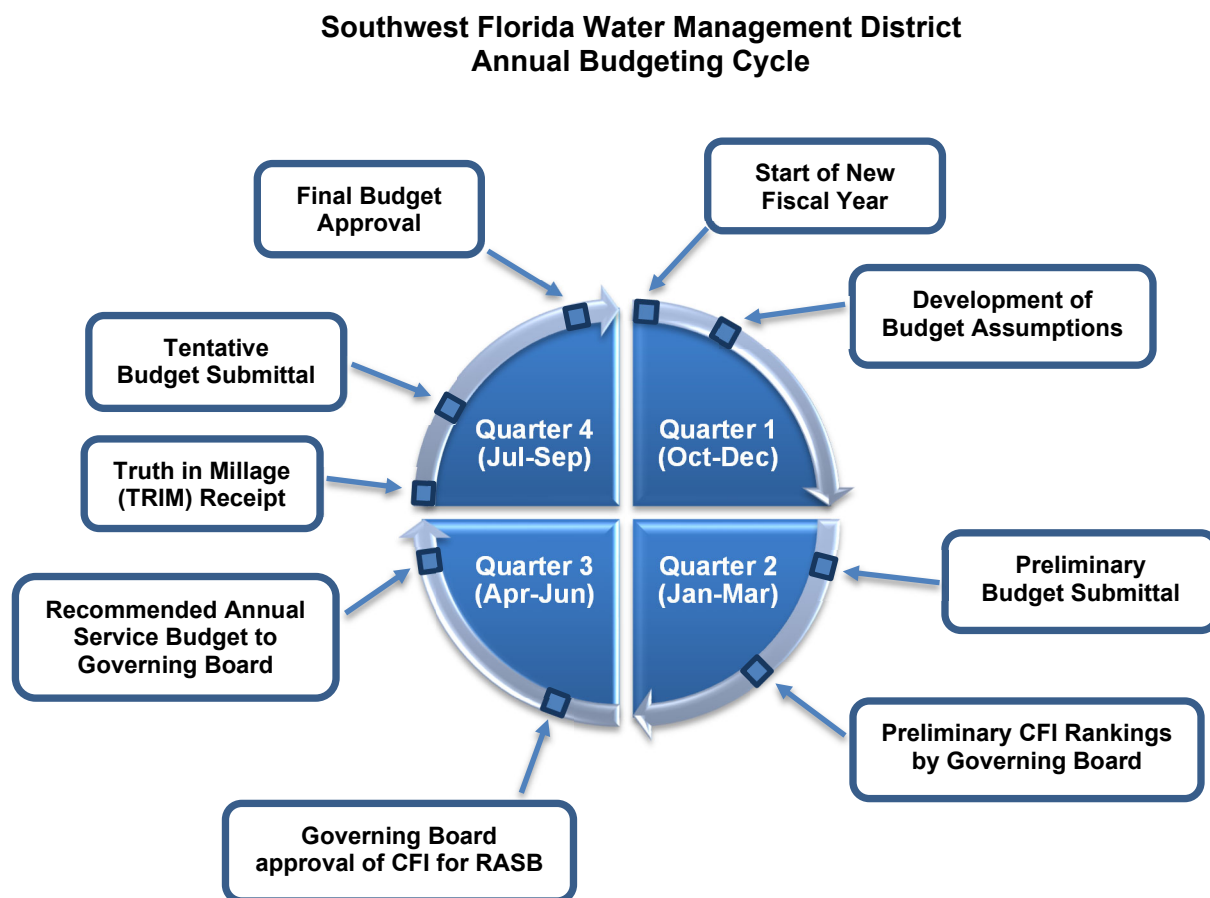 Southwest Florida Water Management District
Annual Budgeting Cycle
Start of New
Fiscal Year
Final Budget
Approval
Development of
Budget Assumptions
Tentative
Budget Submittal
Quarter 4
(Jul-Sep)
Quarter 1
(Oct-Dec)
Truth in Millage
(TRIM) Receipt
Quarter 3
(Apr-Jun)
Quarter 2
(Jan-Mar)
Preliminary
Budget Submittal
Recommended Annual
Service Budget to
Governing Board
Preliminary CFI Rankings
by Governing Board
Governing Board
approval of CFI for RASB